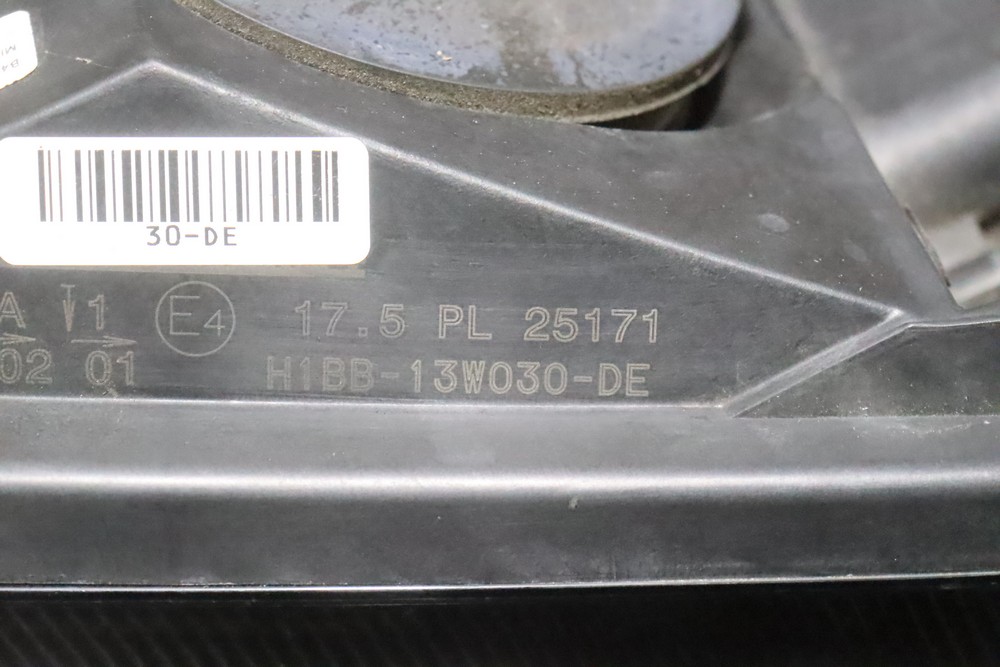 30-DE
A 1 E4 17.5 PL 25171
02 01 H1BB-13W030-DE